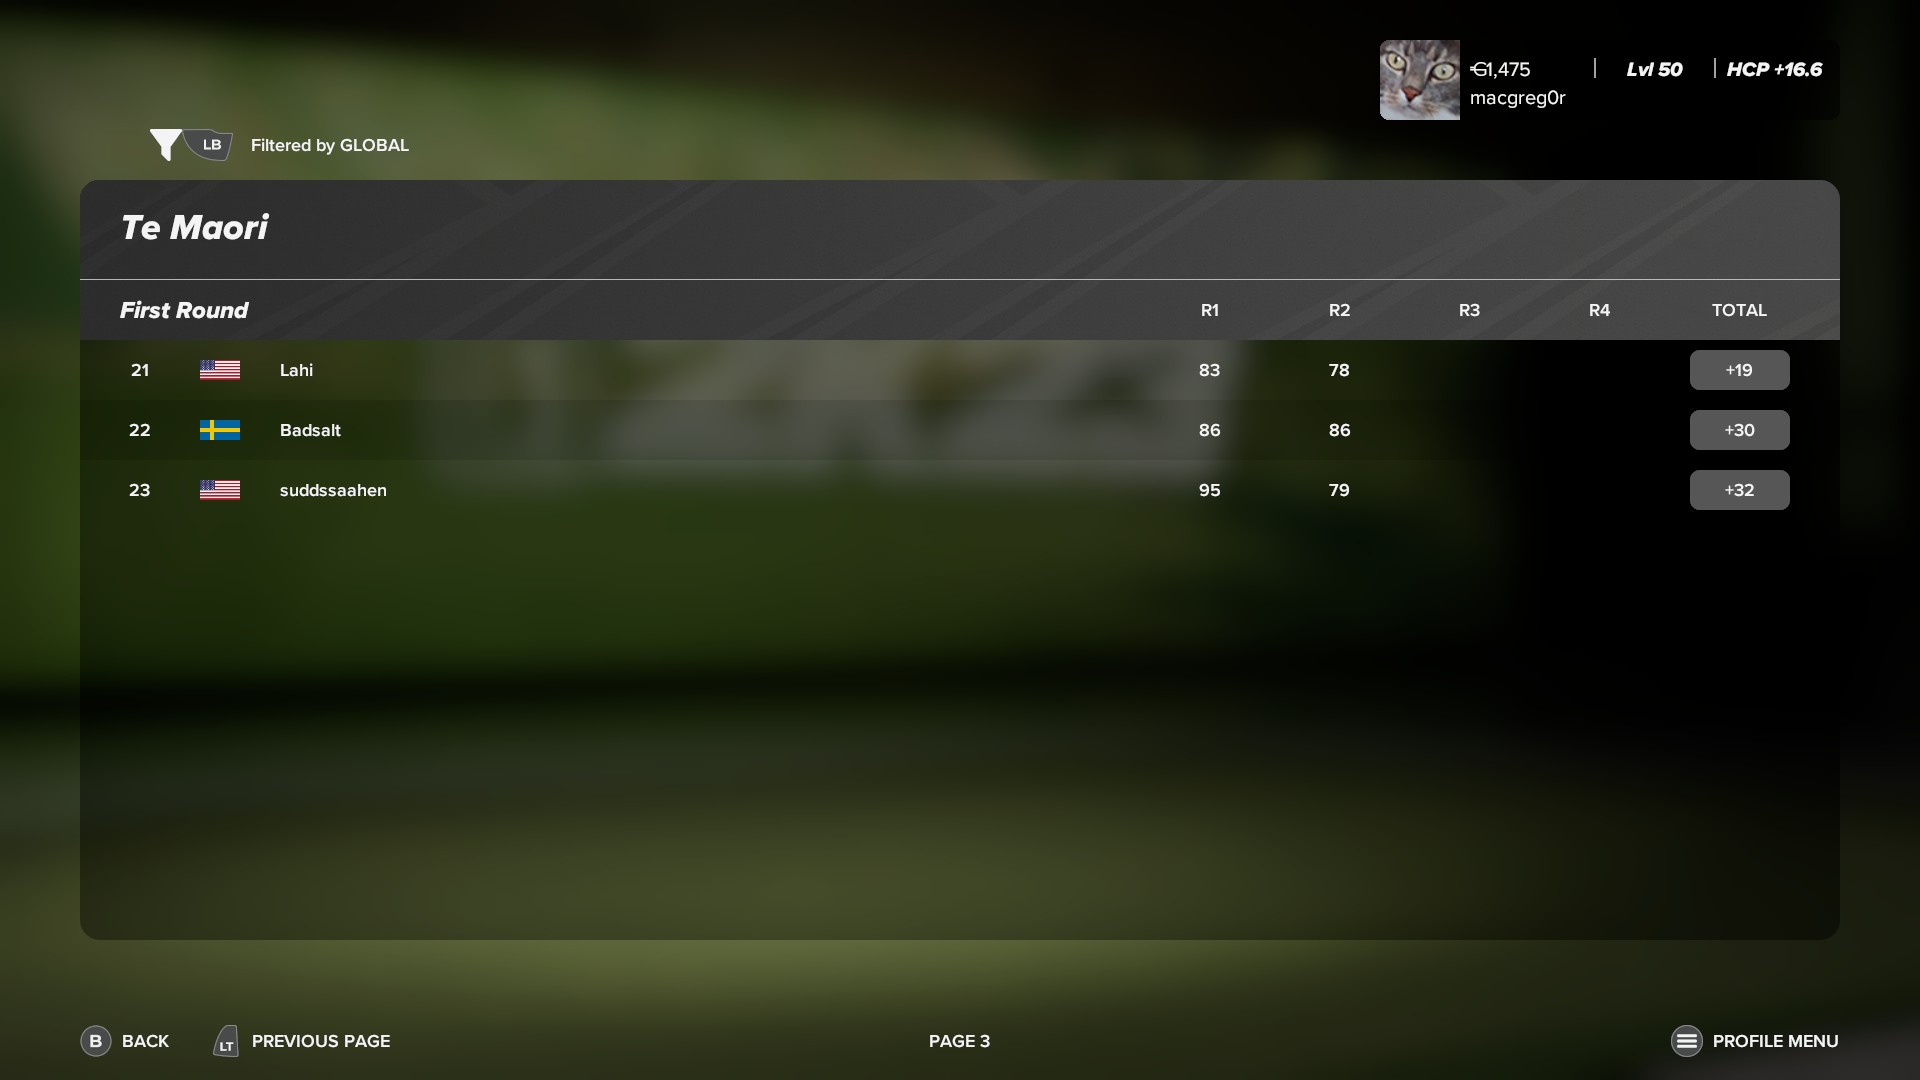 G1,475 | Lvl 50 | HCP +16.6
macgreg0r
LB Filtered by GLOBAL
Te Maori
First Round R1 R2 R3 R4 TOTAL
21 Lahi 83 78 +19
22 Badsalt 86 86 +30
23 suddssaahen 95 79 +32
B BACK LT PREVIOUS PAGE PAGE 3 PROFILE MENU